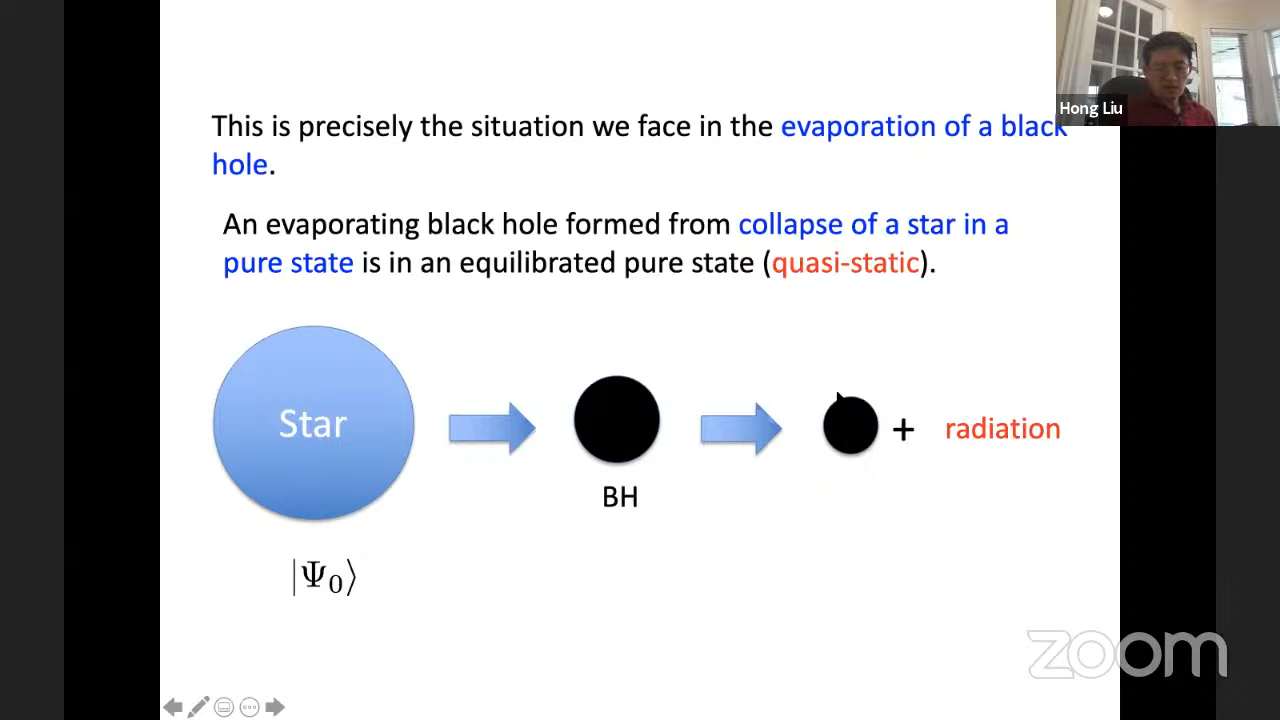 Hong Liu
This is precisely the situation we face in the evaporation of a black
hole.
An evaporating black hole formed from collapse of a star in a
pure state is in an equilibrated pure state (quasi-static).
Star
+ radiation
BH
|Ψ₀⟩
zoom